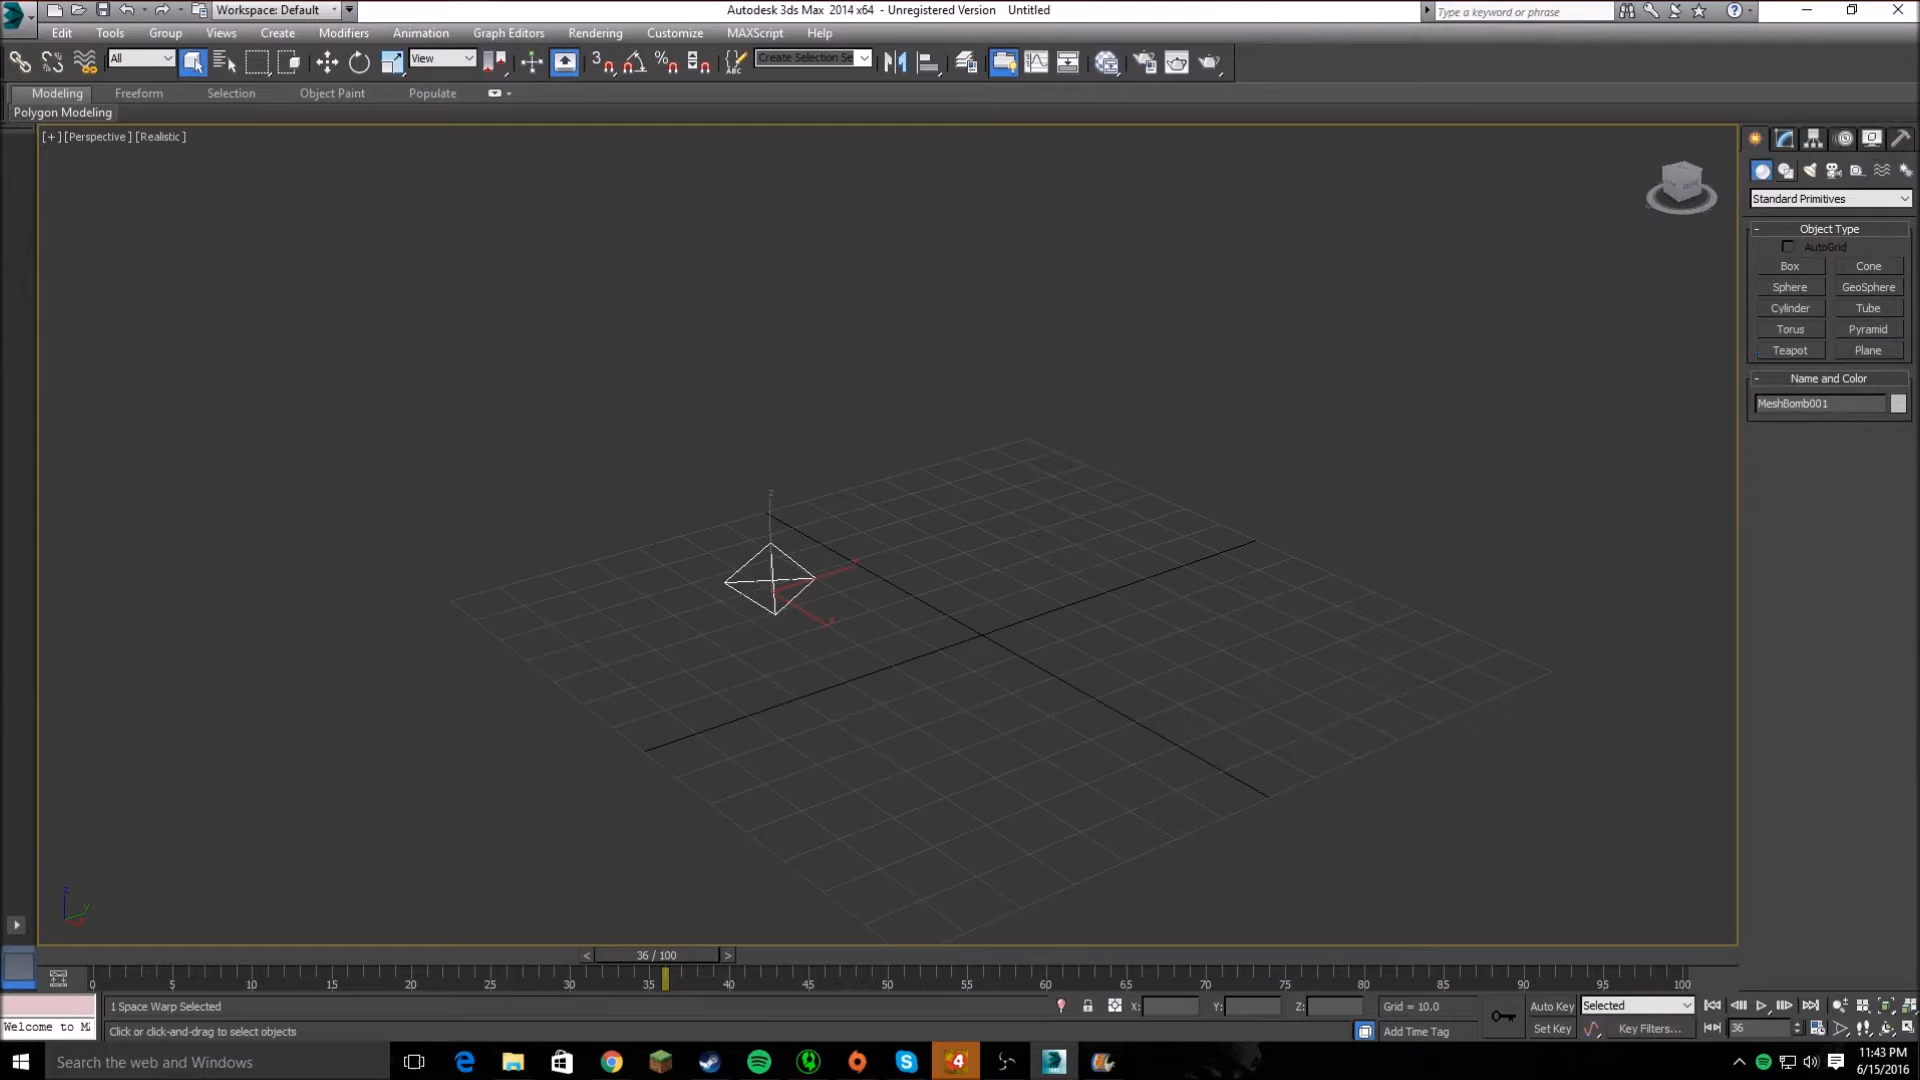 Workspace: Default
Autodesk 3ds Max 2014 x64 - Unregistered Version Untitled
Type a keyword or phrase
Edit Tools Group Views Create Modifiers Animation Graph Editors Rendering Customize MAXScript Help
All
View
Create Selection Se
Modeling Freeform Selection Object Paint Populate
Polygon Modeling
[+] [Perspective] [Realistic]
Standard Primitives
- Object Type
AutoGrid
Box Cone
Sphere GeoSphere
Cylinder Tube
Torus Pyramid
Teapot Plane
- Name and Color
MeshBomb001
z
z
y
< 36 / 100 >
0 5 10 15 20 25 30 35 40 45 50 55 60 65 70 75 80 85 90 95 100
1 Space Warp Selected
X: Y: Z: Grid = 10.0
Auto Key Selected
Welcome to M
Click or click-and-drag to select objects
Add Time Tag
Set Key Key Filters...
36
Search the web and Windows
11:43 PM
6/15/2016